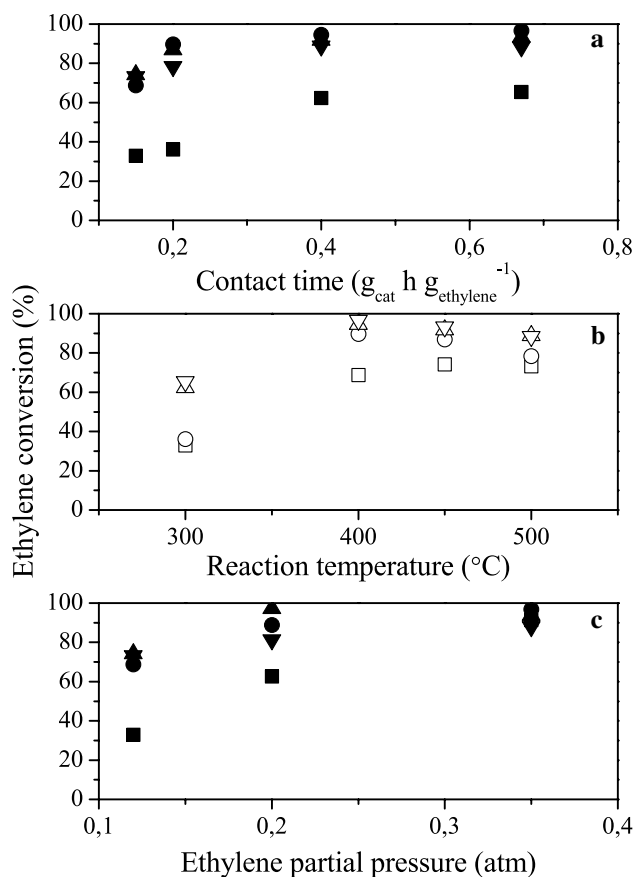 100
80
60
40
20
0
a
0,2 0,4 0,6 0,8
Contact time (g_cat h g_ethylene^-1)
Ethylene conversion (%)
100
80
60
40
20
0
b
300 400 500
Reaction temperature (°C)
100
80
60
40
20
0
c
0,1 0,2 0,3 0,4
Ethylene partial pressure (atm)